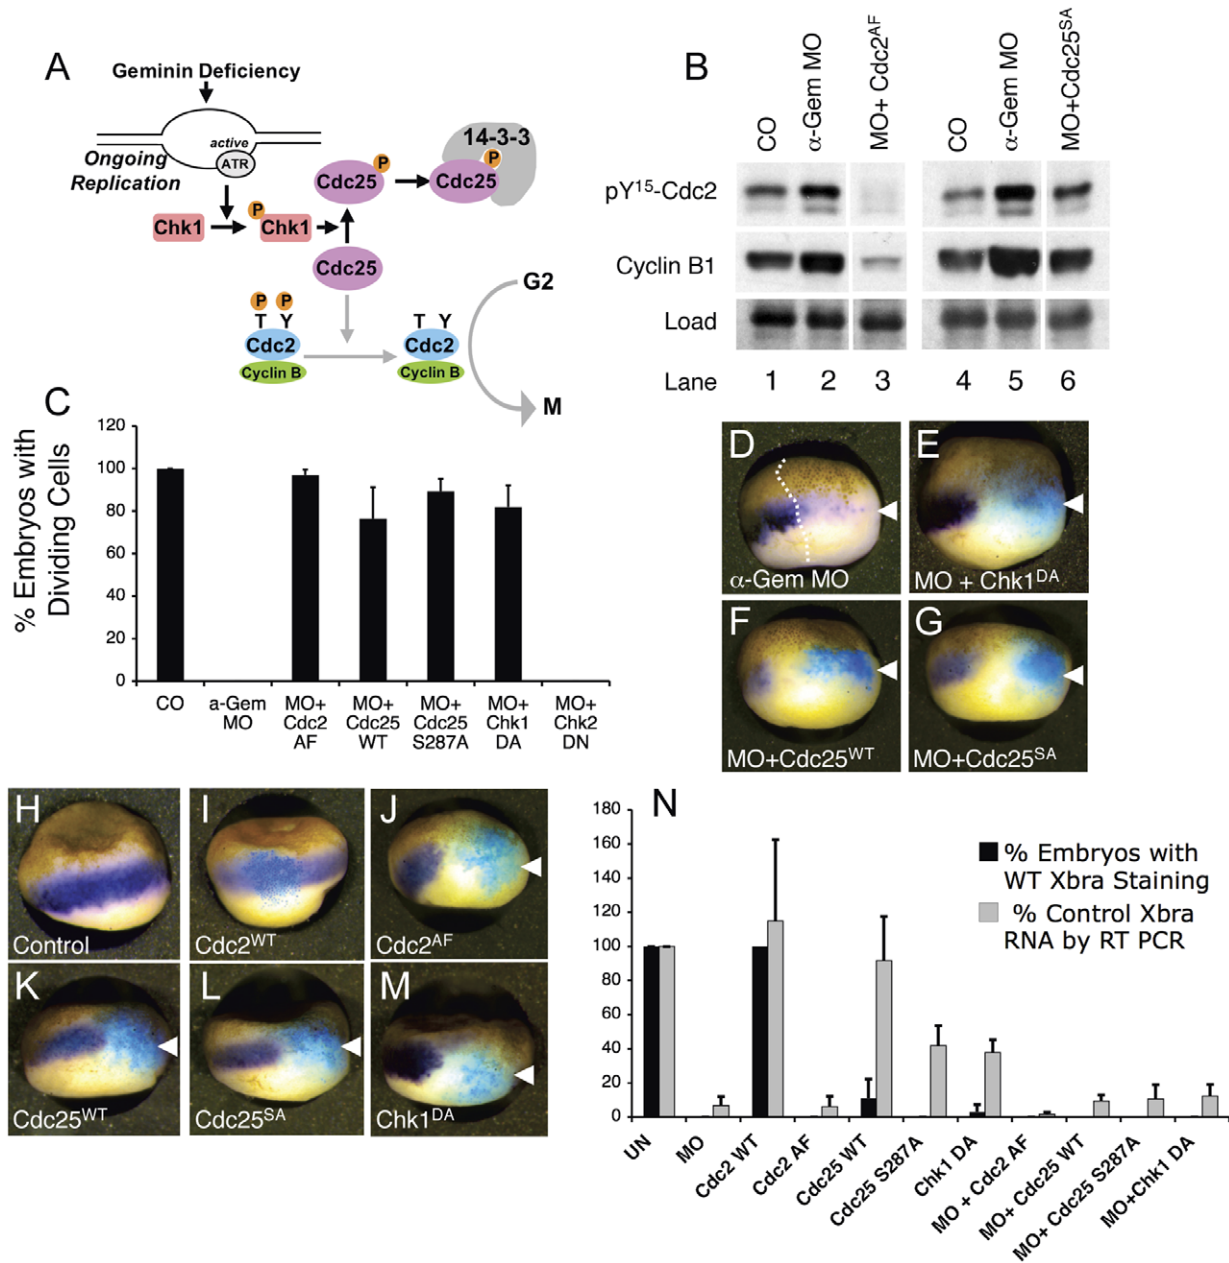 A
Geminin Deficiency
active
ATR
Ongoing
Replication
Chk1
P
Chk1
P
Cdc25
14-3-3
P
Cdc25
Cdc25
P P
T Y
Cdc2
Cyclin B
T Y
Cdc2
Cyclin B
G2
M
B
CO
α-Gem MO
MO+ Cdc2AF
CO
α-Gem MO
MO+Cdc25SA
pY15-Cdc2
Cyclin B1
Load
Lane 1 2 3 4 5 6
C
% Embryos with
Dividing Cells
120
100
80
60
40
20
0
CO
a-Gem
MO
MO+
Cdc2
AF
MO+
Cdc25
WT
MO+
Cdc25
S287A
MO+
Chk1
DA
MO+
Chk2
DN
D
α-Gem MO
E
MO + Chk1DA
F
MO+Cdc25WT
G
MO+Cdc25SA
H
Control
I
Cdc2WT
J
Cdc2AF
K
Cdc25WT
L
Cdc25SA
M
Chk1DA
N
180
160
140
120
100
80
60
40
20
0
% Embryos with
WT Xbra Staining
% Control Xbra
RNA by RT PCR
UN
MO
Cdc2 WT
Cdc2 AF
Cdc25 WT
Cdc25 S287A
Chk1 DA
MO + Cdc2 AF
MO+ Cdc25 WT
MO+ Cdc25 S287A
MO+Chk1 DA